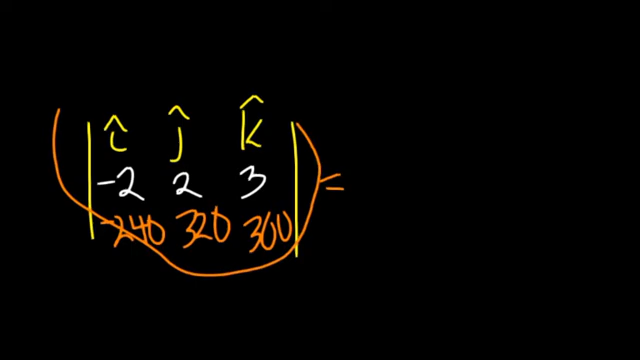 | î ĵ k̂ |
| -2 2 3 | =
| -240 320 300 |